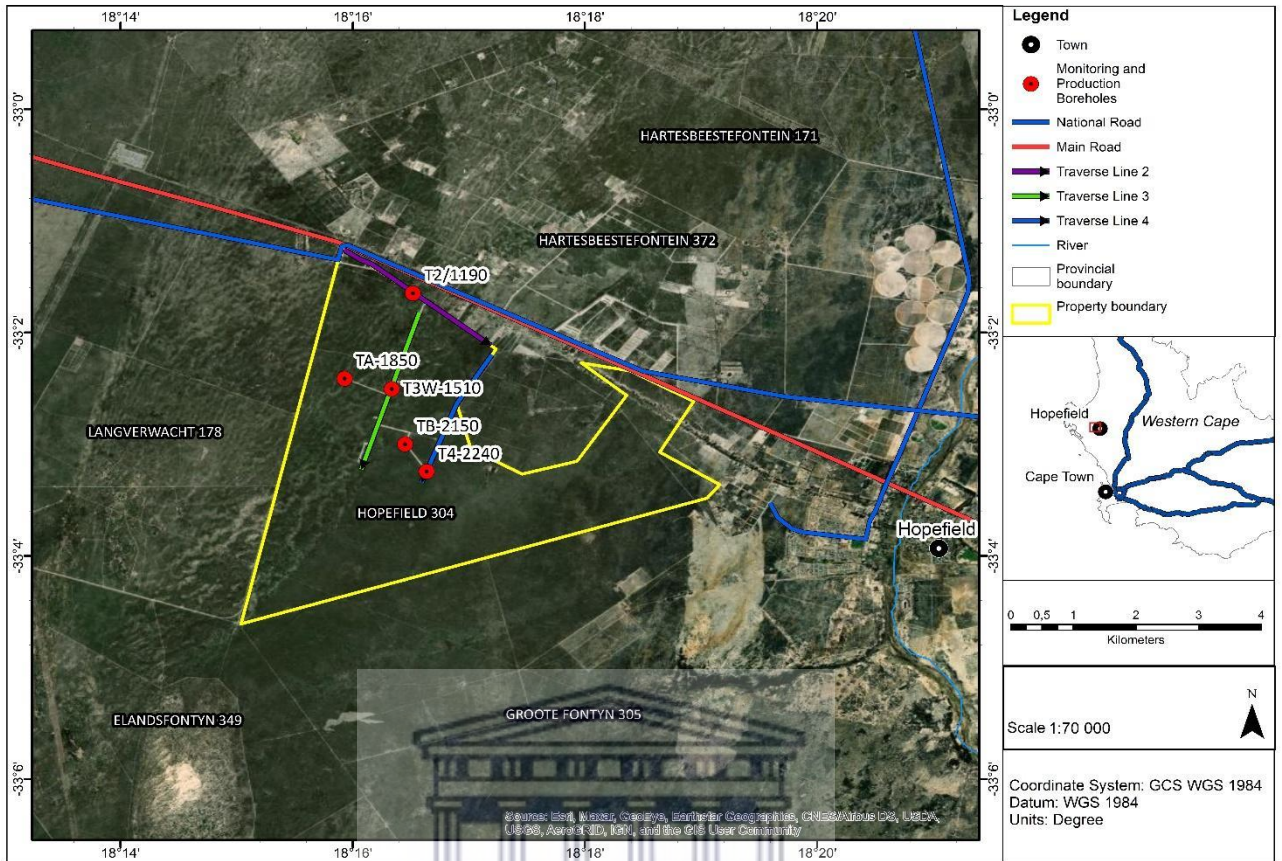 18°14'
18°16'
18°18'
18°20'
-33°0'
-33°0'
HARTESBEESTEFONTEIN 171
HARTESBEESTEFONTEIN 372
T2/1190
-33°2'
-33°2'
TA-1850
T3W-1510
LANGVERWACHT 178
TB-2150
T4-2240
HOPEFIELD 304
Hopefield
-33°4'
-33°4'
ELANDSFONTYN 349
GROOTE FONTYN 305
-33°6'
-33°6'
Source: Esri, Maxar, GeoEye, Earthstar Geographics, CNES/Airbus DS, USDA,
USGS, AeroGRID, IGN, and the GIS User Community
18°14'
18°16'
18°18'
18°20'
Legend
Town
Monitoring and
Production
Boreholes
National Road
Main Road
Traverse Line 2
Traverse Line 3
Traverse Line 4
River
Provincial
boundary
Property boundary
Hopefield
Western Cape
Cape Town
0 0,5 1 2 3 4
Kilometers
N
Scale 1:70 000
Coordinate System: GCS WGS 1984
Datum: WGS 1984
Units: Degree